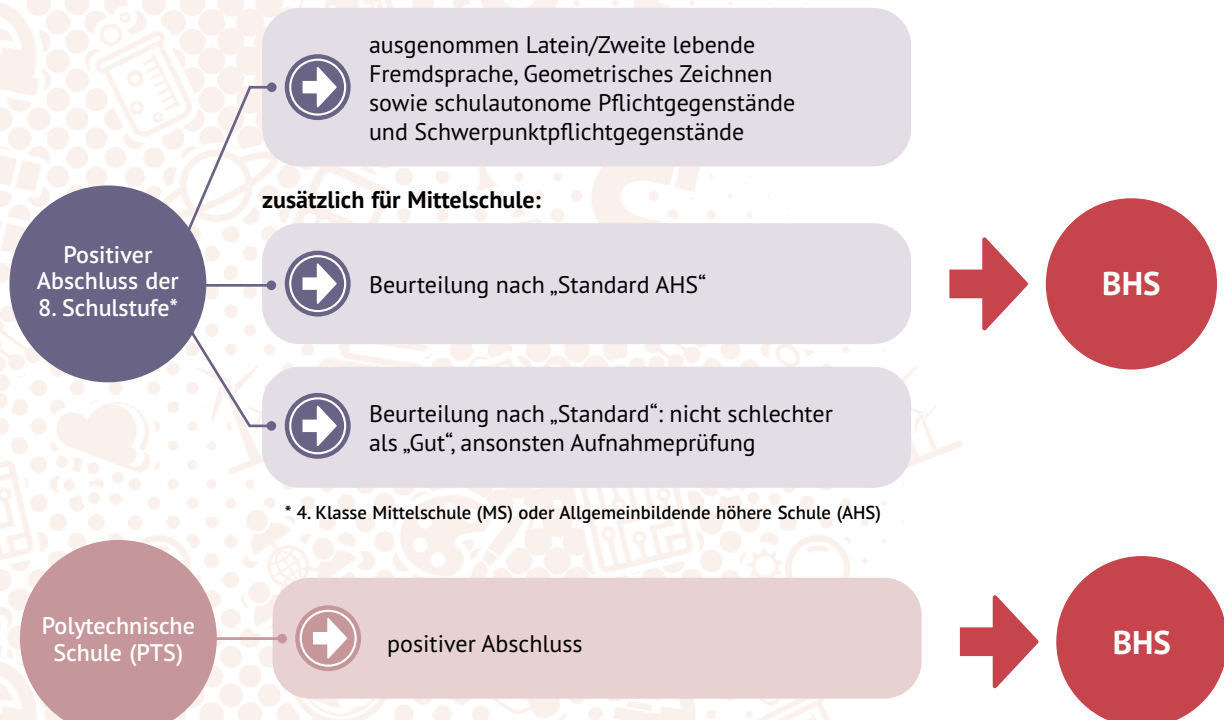 ausgenommen Latein/Zweite lebende
Fremdsprache, Geometrisches Zeichnen
sowie schulautonome Pflichtgegenstände
und Schwerpunktpflichtgegenstände
zusätzlich für Mittelschule:
Positiver
Abschluss der
8. Schulstufe*
Beurteilung nach „Standard AHS“
BHS
Beurteilung nach „Standard“: nicht schlechter
als „Gut“, ansonsten Aufnahmeprüfung
* 4. Klasse Mittelschule (MS) oder Allgemeinbildende höhere Schule (AHS)
Polytechnische
Schule (PTS)
positiver Abschluss
BHS